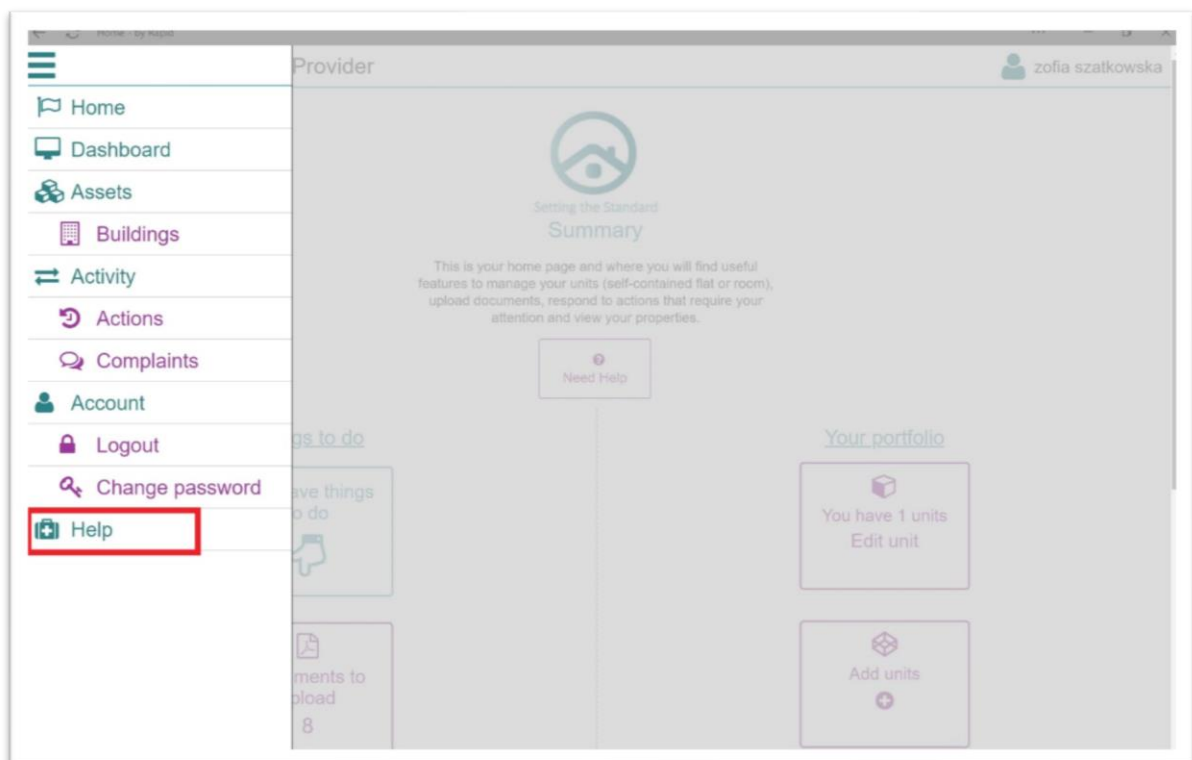 Home - by Rapid
Provider
zofia szatkowska
Home
Dashboard
Assets
Buildings
Activity
Actions
Complaints
Account
Logout
Change password
Help
Setting the Standard
Summary
This is your home page and where you will find useful
features to manage your units (self-contained flat or room),
upload documents, respond to actions that require your
attention and view your properties.
Need Help
gs to do
ave things
o do
ments to
pload
8
Your portfolio
You have 1 units
Edit unit
Add units